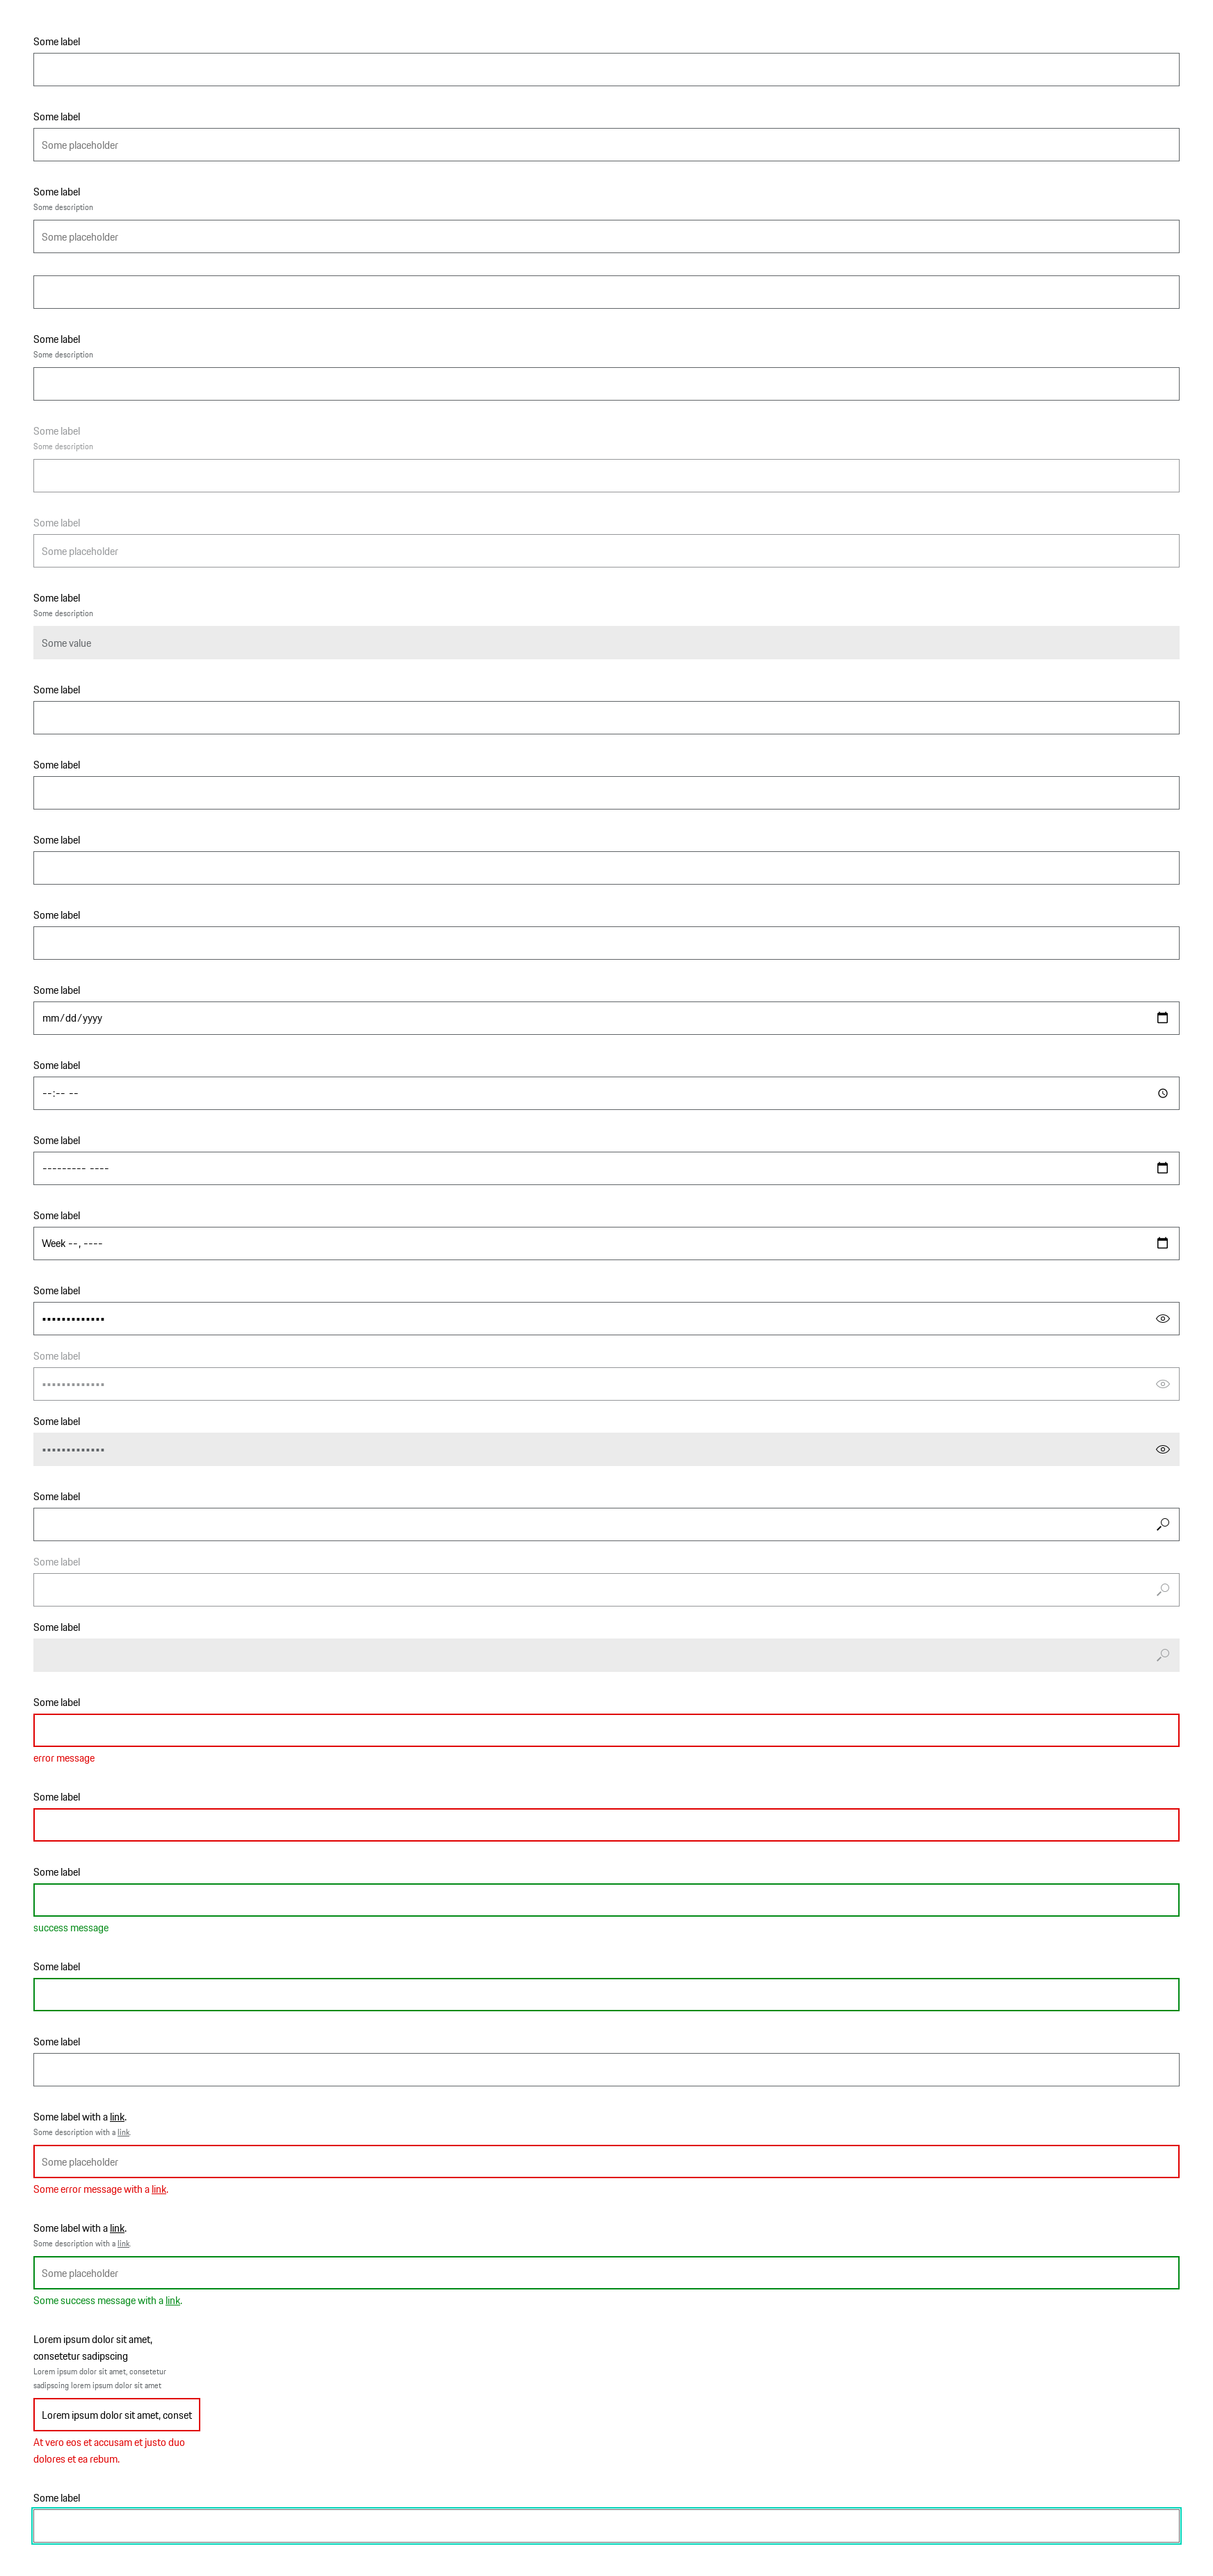 Some label
Some label
Some placeholder
Some label
Some description
Some placeholder
Some label
Some description
Some label
Some description
Some label
Some placeholder
Some label
Some description
Some value
Some label
Some label
Some label
Some label
Some label
mm/dd/yyyy
Some label
--:-- --
Some label
--------- ----
Some label
Week --, ----
Some label
•••••••••••••
Some label
•••••••••••••
Some label
•••••••••••••
Some label
Some label
Some label
Some label
error message
Some label
Some label
success message
Some label
Some label
Some label with a link.
Some description with a link.
Some placeholder
Some error message with a link.
Some label with a link.
Some description with a link.
Some placeholder
Some success message with a link.
Lorem ipsum dolor sit amet,
consetetur sadipscing
Lorem ipsum dolor sit amet, consetetur
sadipscing lorem ipsum dolor sit amet
Lorem ipsum dolor sit amet, conset
At vero eos et accusam et justo duo
dolores et ea rebum.
Some label